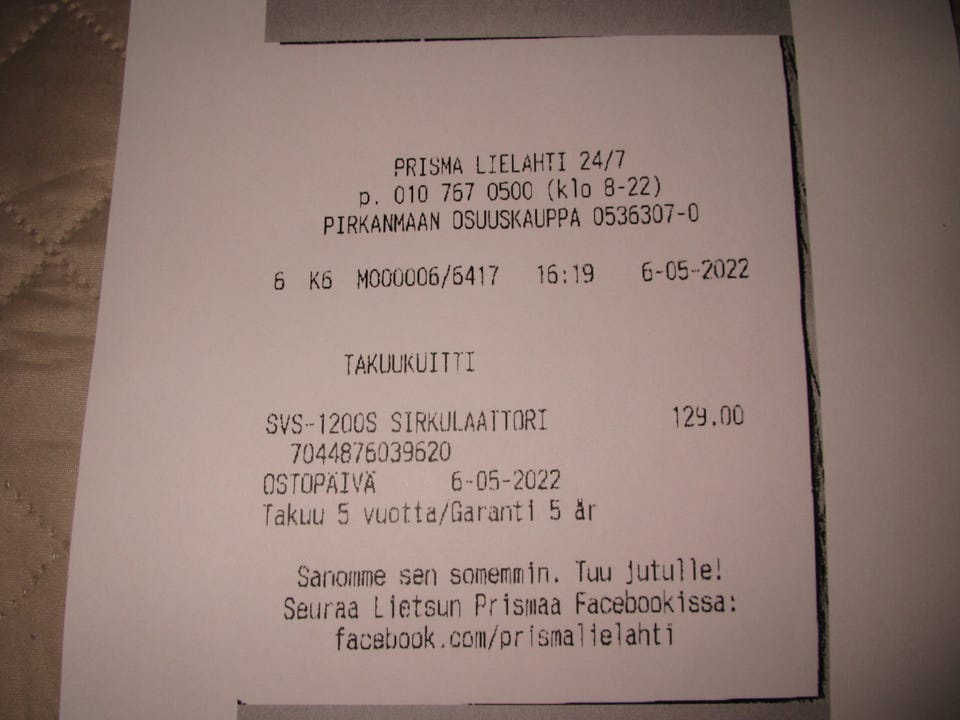 PRISMA LIELAHTI 24/7
p. 010 767 0500 (klo 8-22)
PIRKANMAAN OSUUSKAUPPA 0536307-0
6 K6 M000006/6417 16:19 6-05-2022
TAKUUKUITTI
SVS-1200S SIRKULAATTORI 129.00
7044876039620
OSTOPÄIVÄ 6-05-2022
Takuu 5 vuotta/Garanti 5 år
Sanomme sen somemmin. Tuu jutulle!
Seuraa Lietsun Prismaa Facebookissa:
facebook.com/prismalielahti